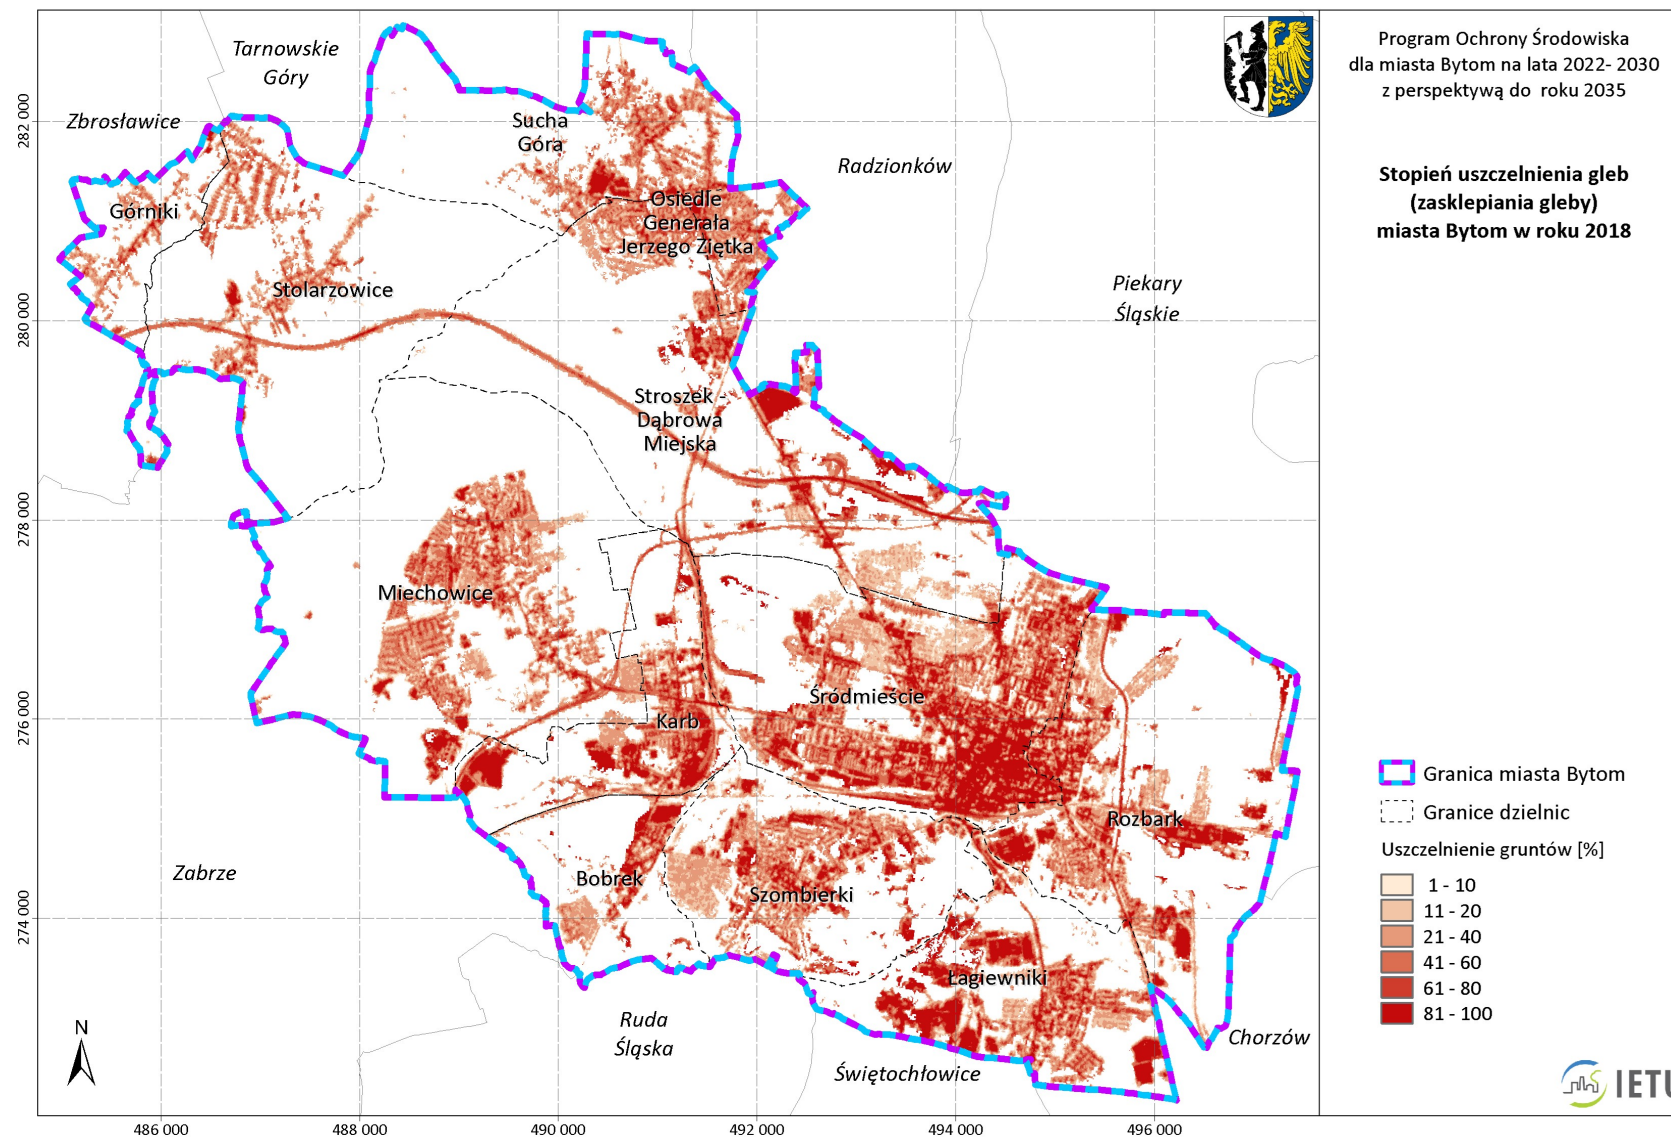 Program Ochrony Środowiska
dla miasta Bytom na lata 2022- 2030
z perspektywą do roku 2035
Stopień uszczelnienia gleb
(zasklepiania gleby)
miasta Bytom w roku 2018
Tarnowskie
Góry
Zbrosławice
Sucha
Góra
Radzionków
Górniki
Osiedle
Generała
Jerzego Ziętka
Stolarzowice
Piekary
Śląskie
Stroszek -
Dąbrowa
Miejska
Miechowice
Śródmieście
Karb
Rozbark
Zabrze
Bobrek
Szombierki
Łagiewniki
Ruda
Śląska
Świętochłowice
Chorzów
N
282 000
280 000
278 000
276 000
274 000
486 000
488 000
490 000
492 000
494 000
496 000
Granica miasta Bytom
Granice dzielnic
Uszczelnienie gruntów [%]
1 - 10
11 - 20
21 - 40
41 - 60
61 - 80
81 - 100
IETU